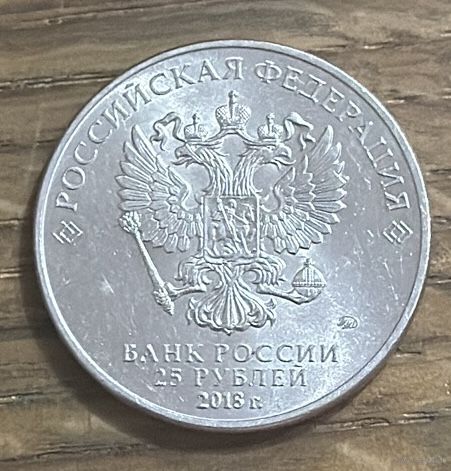 РОССИЙСКАЯ ФЕДЕРАЦИЯ
БАНК РОССИИ
25 РУБЛЕЙ
2018 г.